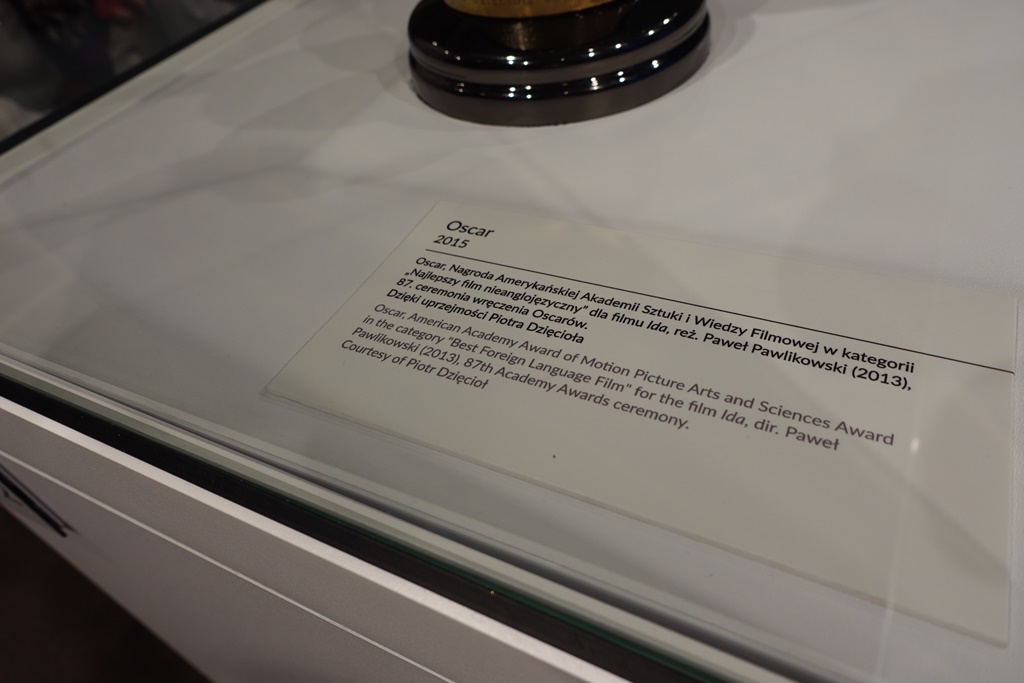 Oscar
2015
Oscar, Nagroda Amerykańskiej Akademii Sztuki i Wiedzy Filmowej w kategorii
„Najlepszy film nieanglojęzyczny” dla filmu Ida, reż. Paweł Pawlikowski (2013),
87. ceremonia wręczenia Oscarów.
Dzięki uprzejmości Piotra Dzięcioła
Oscar, American Academy Award of Motion Picture Arts and Sciences Award
in the category "Best Foreign Language Film" for the film Ida, dir. Paweł
Pawlikowski (2013), 87th Academy Awards ceremony.
Courtesy of Piotr Dzięcioł